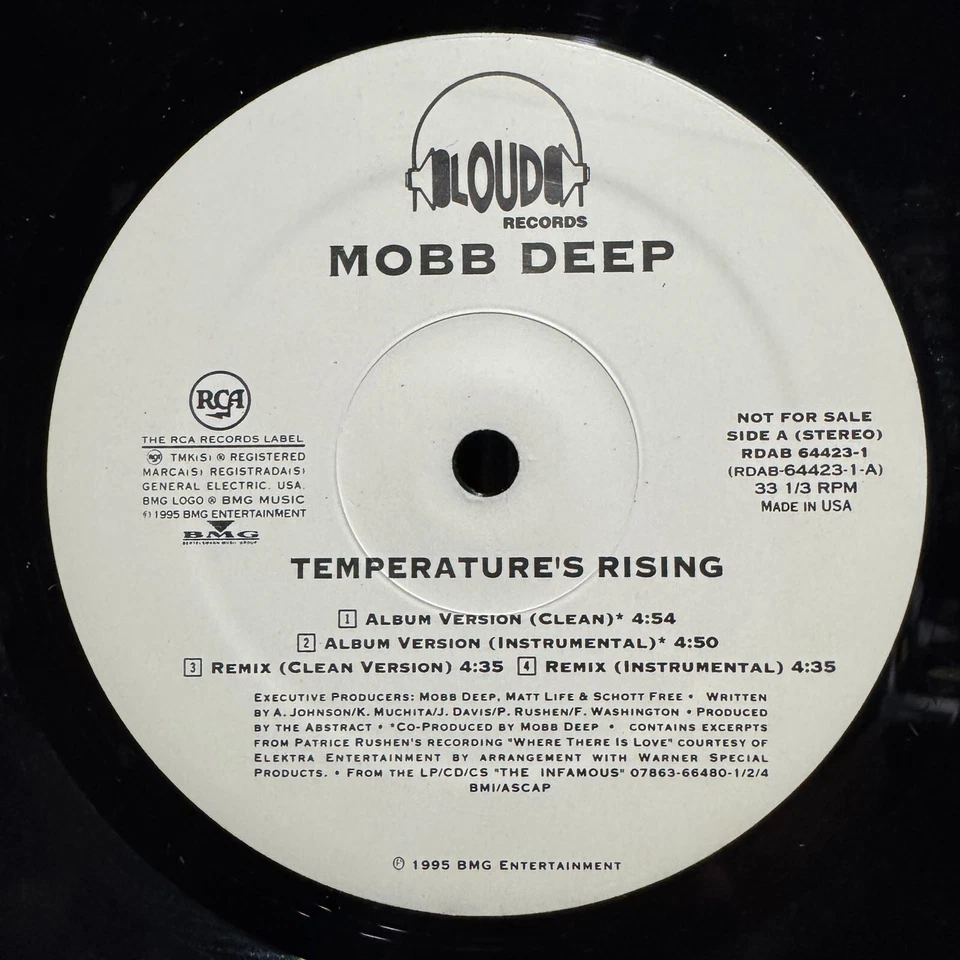 LOUD
RECORDS
MOBB DEEP
RCA
THE RCA RECORDS LABEL
RCA TMK(S) ® REGISTERED
MARCA(S) REGISTRADA(S)
GENERAL ELECTRIC, USA.
BMG LOGO ® BMG MUSIC
© 1995 BMG ENTERTAINMENT
BMG
BERTELSMANN MUSIC GROUP
NOT FOR SALE
SIDE A (STEREO)
RDAB 64423-1
(RDAB-64423-1-A)
33 1/3 RPM
MADE IN USA
TEMPERATURE'S RISING
1 ALBUM VERSION (CLEAN)* 4:54
2 ALBUM VERSION (INSTRUMENTAL)* 4:50
3 REMIX (CLEAN VERSION) 4:35 4 REMIX (INSTRUMENTAL) 4:35
EXECUTIVE PRODUCERS: MOBB DEEP, MATT LIFE & SCHOTT FREE • WRITTEN
BY A. JOHNSON/K. MUCHITA/J. DAVIS/P. RUSHEN/F. WASHINGTON • PRODUCED
BY THE ABSTRACT • *CO-PRODUCED BY MOBB DEEP • CONTAINS EXCERPTS
FROM PATRICE RUSHEN'S RECORDING "WHERE THERE IS LOVE" COURTESY OF
ELEKTRA ENTERTAINMENT BY ARRANGEMENT WITH WARNER SPECIAL
PRODUCTS. • FROM THE LP/CD/CS "THE INFAMOUS" 07863-66480-1/2/4
BMI/ASCAP
℗ 1995 BMG ENTERTAINMENT